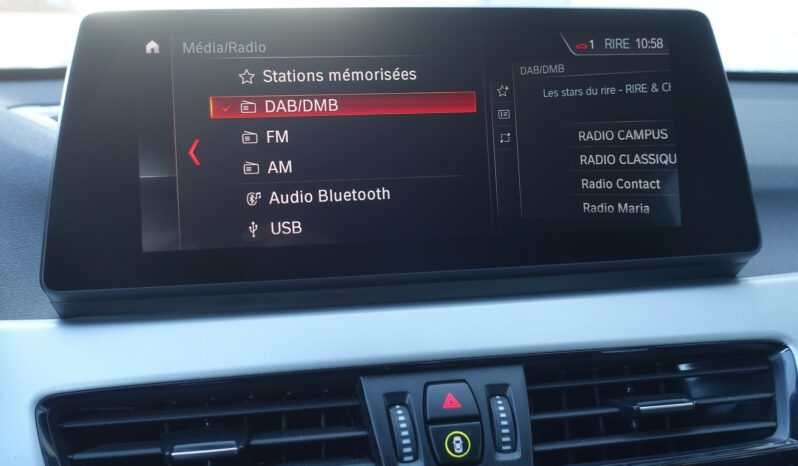 Média/Radio
1 RIRE 10:58
Stations mémorisées
DAB/DMB
FM
AM
Audio Bluetooth
USB
DAB/DMB
Les stars du rire - RIRE &
RADIO CAMPUS
RADIO CLASSIQU
Radio Contact
Radio Maria